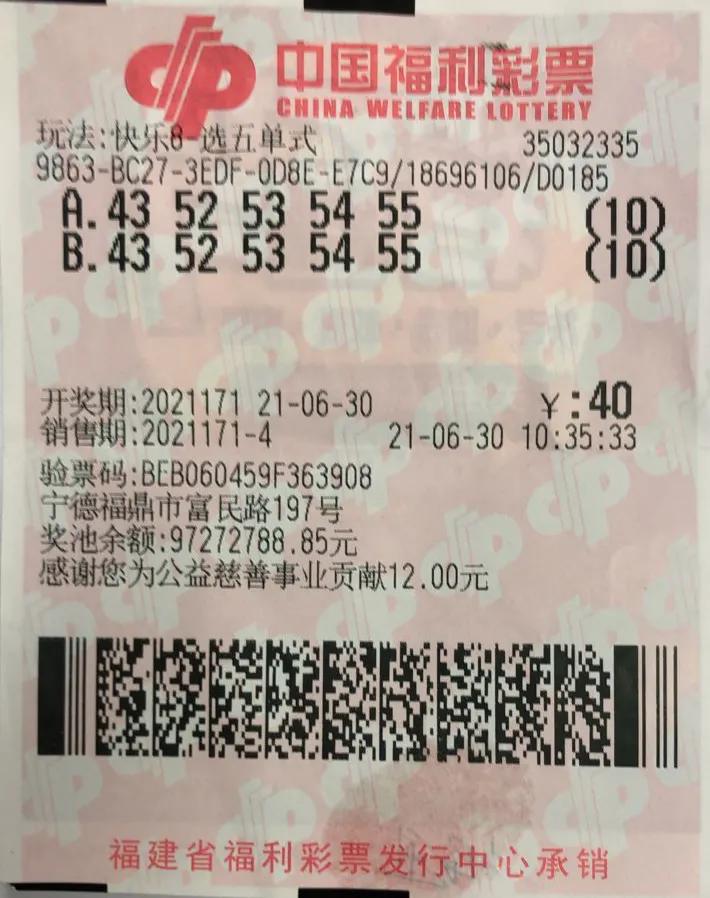 中国福利彩票
CHINA WELFARE LOTTERY
玩法:快乐8-选五单式 35032335
9863-BC27-3EDF-0D8E-E7C9/18696106/D0185
A.43 52 53 54 55 (10)
B.43 52 53 54 55 (10)
开奖期:2021171 21-06-30 ¥:40
销售期:2021171-4 21-06-30 10:35:33
验票码:BEB060459F363908
宁德福鼎市富民路197号
奖池余额:97272788.85元
感谢您为公益慈善事业贡献12.00元
福建省福利彩票发行中心承销